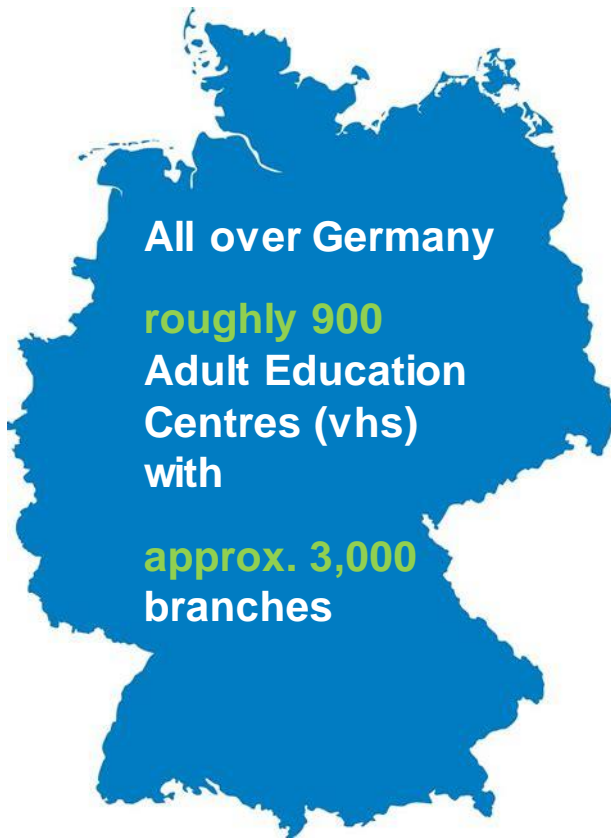 All over Germany
roughly 900
Adult Education
Centres (vhs)
with
approx. 3,000
branches